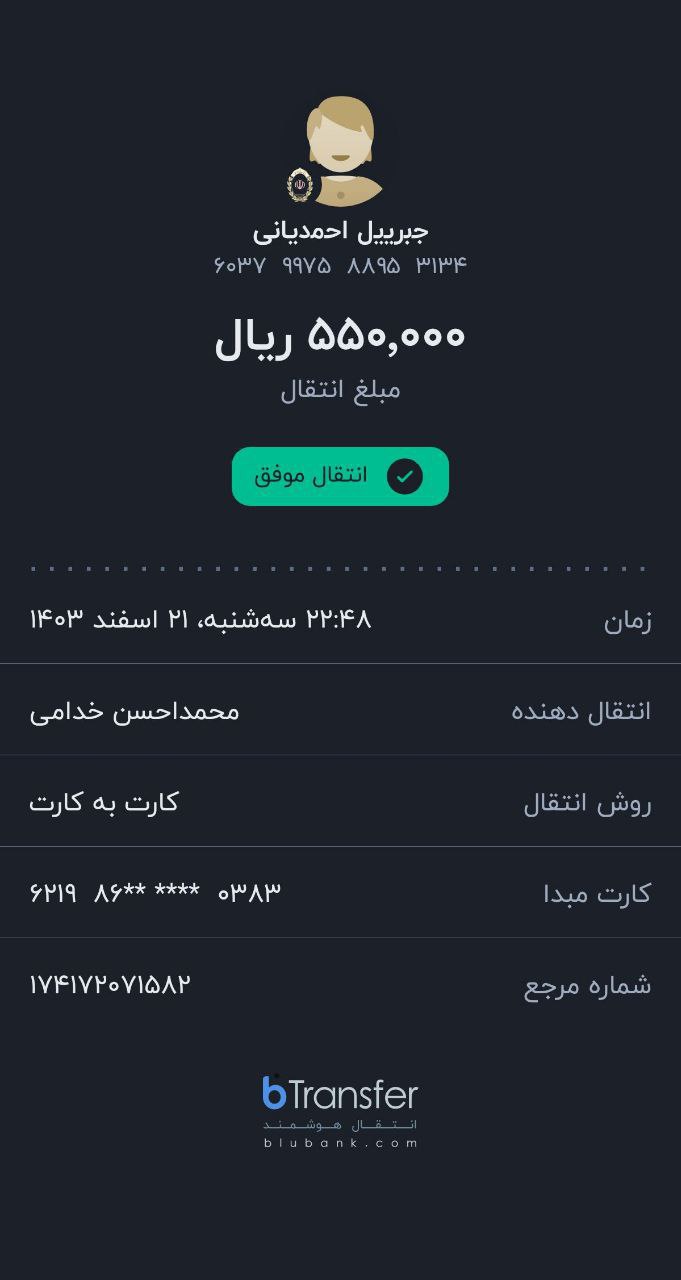 جبرییل احمدیانی
۶۰۳۷ ۹۹۷۵ ۸۸۹۵ ۳۱۳۴
۵۵۰,۰۰۰ ریال
مبلغ انتقال
انتقال موفق
زمان ۲۲:۴۸ سه‌شنبه، ۲۱ اسفند ۱۴۰۳
انتقال دهنده محمداحسن خدامی
روش انتقال کارت به کارت
کارت مبدا ۶۲۱۹ ۸۶** **** ۰۳۸۳
شماره مرجع ۱۷۴۱۷۲۰۷۱۵۸۲
bTransfer
انتقال هوشمند
blubank.com